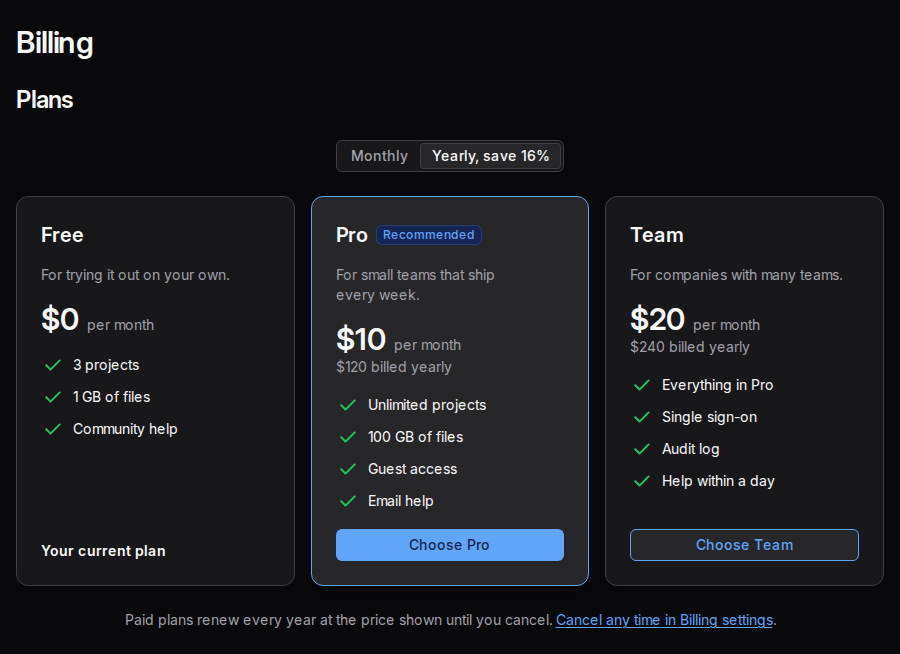 Billing
Plans
Monthly
Yearly, save 16%
Free
For trying it out on your own.
$0 per month
3 projects
1 GB of files
Community help
Your current plan
Pro Recommended
For small teams that ship
every week.
$10 per month
$120 billed yearly
Unlimited projects
100 GB of files
Guest access
Email help
Choose Pro
Team
For companies with many teams.
$20 per month
$240 billed yearly
Everything in Pro
Single sign-on
Audit log
Help within a day
Choose Team
Paid plans renew every year at the price shown until you cancel. Cancel any time in Billing settings.